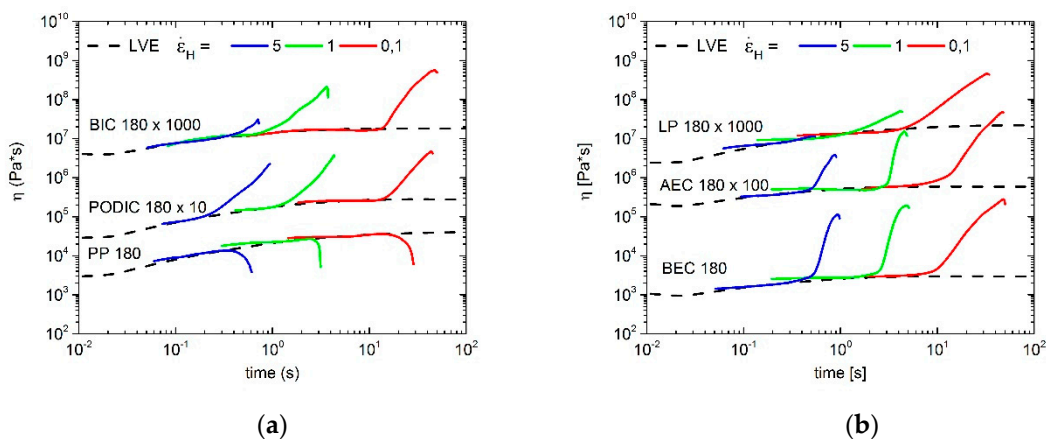 η (Pa*s)
10^10
10^9
10^8
10^7
10^6
10^5
10^4
10^3
10^2
LVE ε̇_H = 5 1 0,1
BIC 180 x 1000
PODIC 180 x 10
PP 180
10^-2 10^-1 10^0 10^1 10^2
time (s)
(a)
η [Pa*s]
10^10
10^9
10^8
10^7
10^6
10^5
10^4
10^3
10^2
LVE ε̇_H = 5 1 0,1
LP 180 x 1000
AEC 180 x 100
BEC 180
10^-2 10^-1 10^0 10^1 10^2
time [s]
(b)